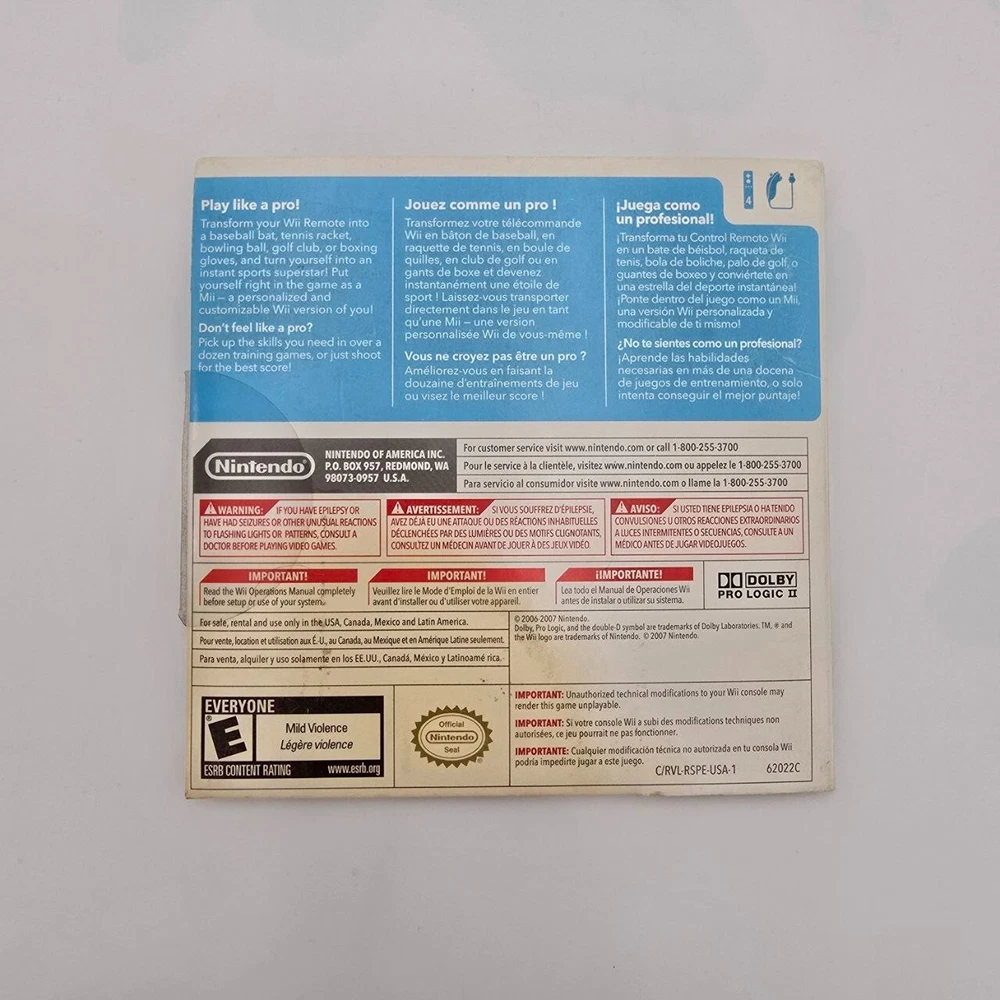 4
Play like a pro!
Transform your Wii Remote into
a baseball bat, tennis racket,
bowling ball, golf club, or boxing
gloves, and turn yourself into an
instant sports superstar! Put
yourself right in the game as a
Mii – a personalized and
customizable Wii version of you!
Don't feel like a pro?
Pick up the skills you need in over a
dozen training games, or just shoot
for the best score!
Jouez comme un pro !
Transformez votre télécommande
Wii en bâton de baseball, en
raquette de tennis, en boule de
quilles, en club de golf ou en
gants de boxe et devenez
instantanément une étoile de
sport ! Laissez-vous transporter
directement dans le jeu en tant
qu'une Mii – une version
personnalisée Wii de vous-même !
Vous ne croyez pas être un pro ?
Améliorez-vous en faisant la
douzaine d'entraînements de jeu
ou visez le meilleur score !
¡Juega como
un profesional!
¡Transforma tu Control Remoto Wii
en un bate de béisbol, raqueta de
tenis, bola de boliche, palo de golf, o
guantes de boxeo y conviértete en
una estrella del deporte instantánea!
¡Ponte dentro del juego como un Mii,
una versión Wii personalizada y
modificable de ti mismo!
¿No te sientes como un profesional?
¡Aprende las habilidades
necesarias en más de una docena
de juegos de entrenamiento, o solo
intenta conseguir el mejor puntaje!
Nintendo®
NINTENDO OF AMERICA INC.
P.O. BOX 957, REDMOND, WA
98073-0957 U.S.A.
For customer service visit www.nintendo.com or call 1-800-255-3700
Pour le service à la clientèle, visitez www.nintendo.com ou appelez le 1-800-255-3700
Para servicio al consumidor visite www.nintendo.com o llame la 1-800-255-3700
WARNING: IF YOU HAVE EPILEPSY OR
HAVE HAD SEIZURES OR OTHER UNUSUAL REACTIONS
TO FLASHING LIGHTS OR PATTERNS, CONSULT A
DOCTOR BEFORE PLAYING VIDEO GAMES.
AVERTISSEMENT: SI VOUS SOUFFREZ D'ÉPILEPSIE,
AVEZ DÉJÀ EU UNE ATTAQUE OU DES RÉACTIONS INHABITUELLES
DÉCLENCHÉES PAR DES LUMIÈRES OU DES MOTIFS CLIGNOTANTS,
CONSULTEZ UN MÉDECIN AVANT DE JOUER À DES JEUX VIDÉO.
AVISO: SI USTED TIENE EPILEPSIA O HA TENIDO
CONVULSIONES U OTROS REACCIONES EXTRAORDINARIOS
A LUCES INTERMITENTES O SECUENCIAS, CONSULTE A UN
MÉDICO ANTES DE JUGAR VIDEOJUEGOS.
IMPORTANT!
Read the Wii Operations Manual completely
before setup or use of your system.
IMPORTANT!
Veuillez lire le Mode d'Emploi de la Wii en entier
avant d'installer ou d'utiliser votre appareil.
¡IMPORTANTE!
Lea todo el Manual de Operaciones Wii
antes de instalar o utilizar su sistema.
DOLBY
PRO LOGIC II
For sale, rental and use only in the USA, Canada, Mexico and Latin America.
Pour vente, location et utilisation aux É.-U., au Canada, au Mexique et en Amérique Latine seulement.
Para venta, alquiler y uso solamente en los EE.UU., Canadá, México y Latinoamérica.
© 2006-2007 Nintendo.
Dolby, Pro Logic, and the double-D symbol are trademarks of Dolby Laboratories. TM, ® and
the Wii logo are trademarks of Nintendo. © 2007 Nintendo.
EVERYONE
E
®
Mild Violence
Légère violence
ESRB CONTENT RATING www.esrb.org
Official
Nintendo
Seal
®
IMPORTANT: Unauthorized technical modifications to your Wii console may
render this game unplayable.
IMPORTANT: Si votre console Wii a subi des modifications techniques non
autorisées, ce jeu pourrait ne pas fonctionner.
IMPORTANTE: Cualquier modificación técnica no autorizada en tu consola Wii
podría impedirte jugar a este juego.
C/RVL-RSPE-USA-1 62022C